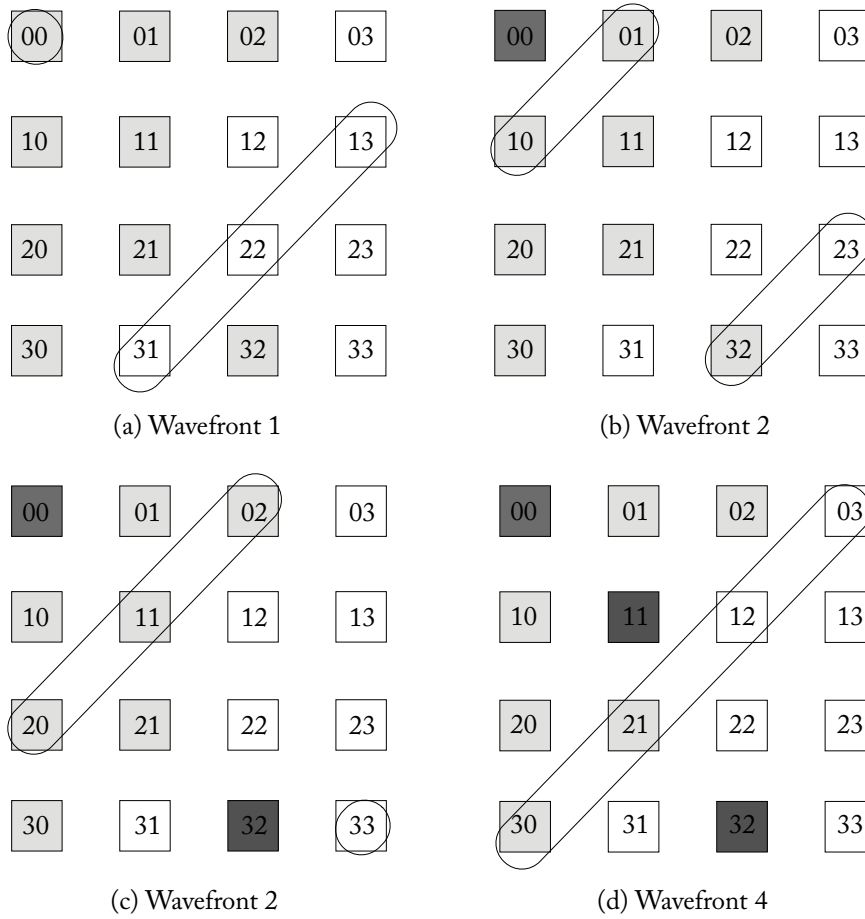 00 01 02 03 00 01 02 03
10 11 12 13 10 11 12 13
20 21 22 23 20 21 22 23
30 31 32 33 30 31 32 33
(a) Wavefront 1 (b) Wavefront 2
00 01 02 03 00 01 02 03
10 11 12 13 10 11 12 13
20 21 22 23 20 21 22 23
30 31 32 33 30 31 32 33
(c) Wavefront 2 (d) Wavefront 4